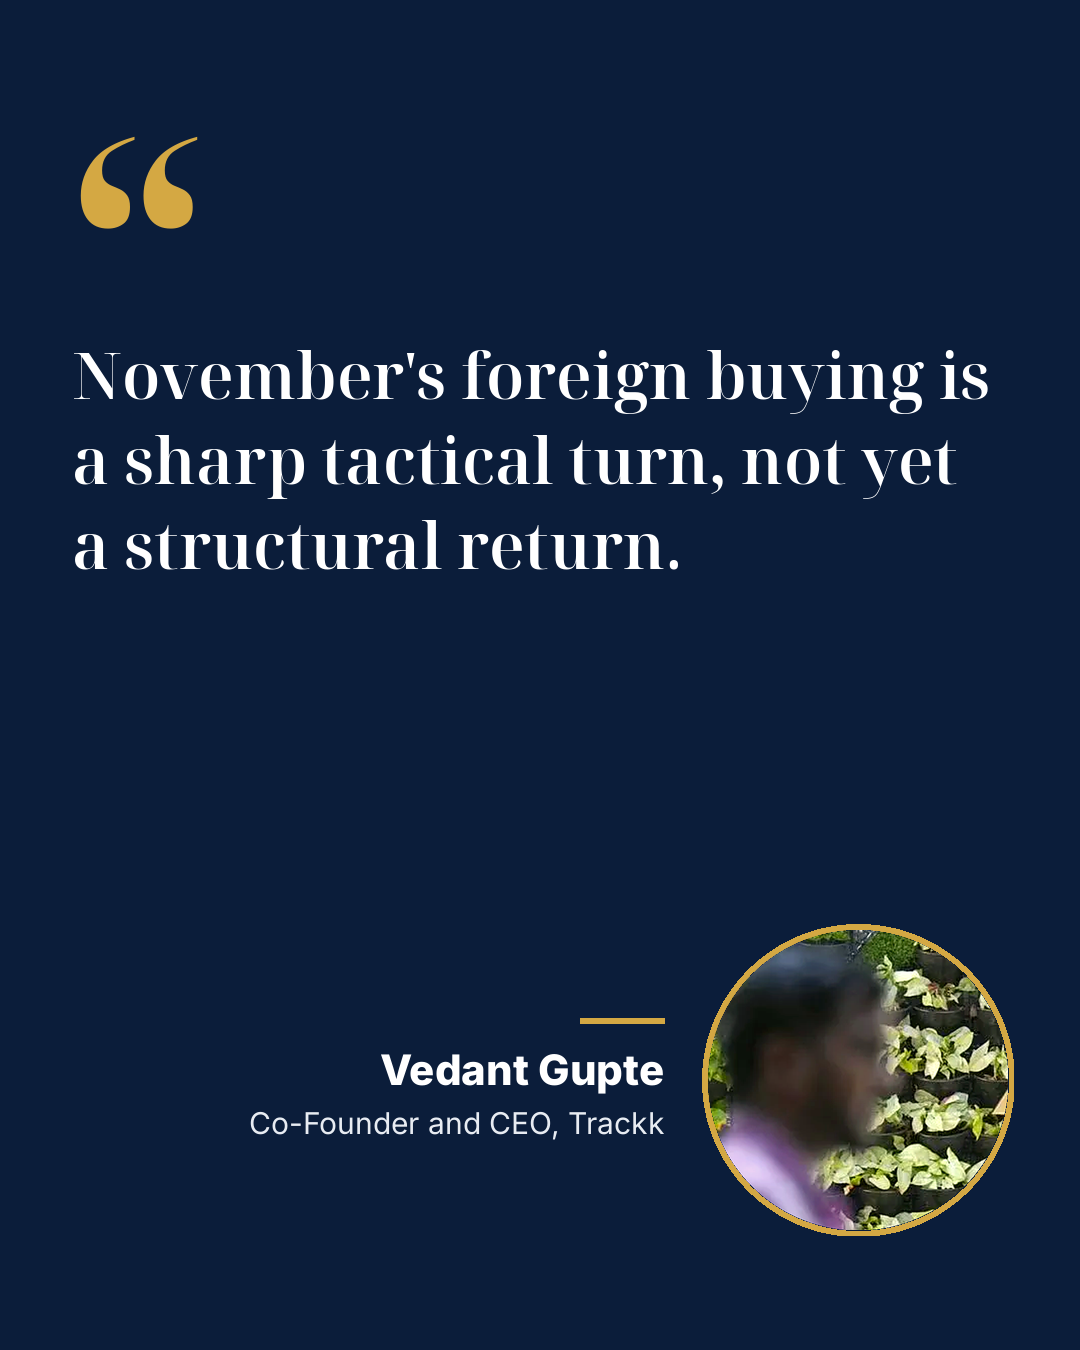 “
November's foreign buying is
a sharp tactical turn, not yet
a structural return.
Vedant Gupte
Co-Founder and CEO, Trackk